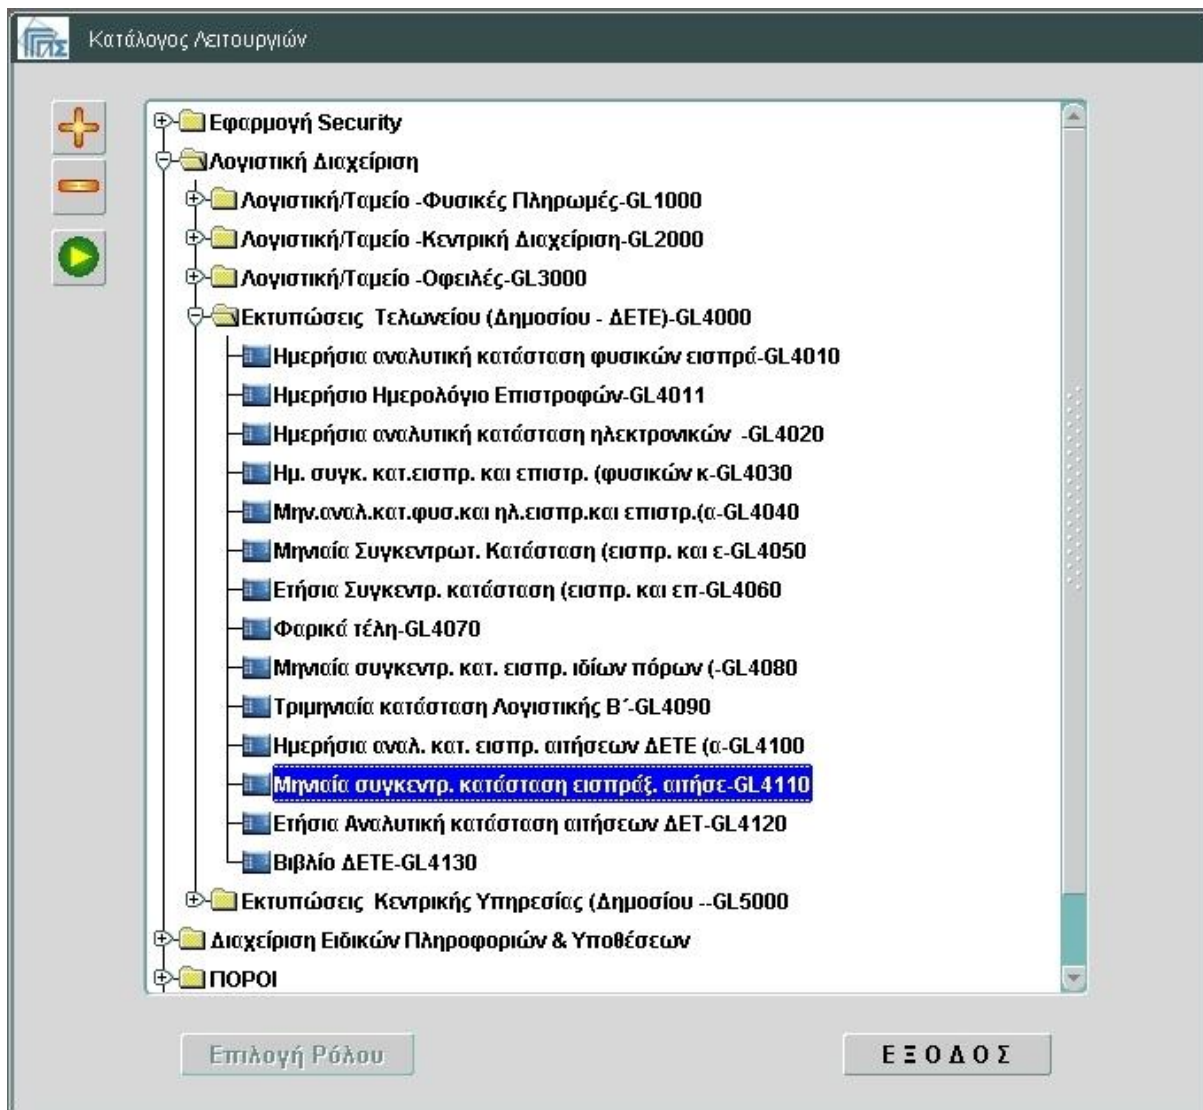 ΓΓΠΣ
Κατάλογος Λειτουργιών
Εφαρμογή Security
Λογιστική Διαχείριση
Λογιστική/Ταμείο -Φυσικές Πληρωμές-GL1000
Λογιστική/Ταμείο -Κεντρική Διαχείριση-GL2000
Λογιστική/Ταμείο -Οφειλές-GL3000
Εκτυπώσεις Τελωνείου (Δημοσίου - ΔΕΤΕ)-GL4000
Ημερήσια αναλυτική κατάσταση φυσικών εισπρά-GL4010
Ημερήσιο Ημερολόγιο Επιστροφών-GL4011
Ημερήσια αναλυτική κατάσταση ηλεκτρονικών -GL4020
Ημ. συγκ. κατ.εισπρ. και επιστρ. (φυσικών κ-GL4030
Μην.αναλ.κατ.φυσ.και ηλ.εισπρ.και επιστρ.(α-GL4040
Μηνιαία Συγκεντρωτ. Κατάσταση (εισπρ. και ε-GL4050
Ετήσια Συγκεντρ. κατάσταση (εισπρ. και επ-GL4060
Φαρικά τέλη-GL4070
Μηνιαία συγκεντρ. κατ. εισπρ. ιδίων πόρων (-GL4080
Τριμηνιαία κατάσταση Λογιστικής Β΄-GL4090
Ημερήσια αναλ. κατ. εισπρ. αιτήσεων ΔΕΤΕ (α-GL4100
Μηνιαία συγκεντρ. κατάσταση εισπράξ. αιτήσε-GL4110
Ετήσια Αναλυτική κατάσταση αιτήσεων ΔΕΤ-GL4120
Βιβλίο ΔΕΤΕ-GL4130
Εκτυπώσεις Κεντρικής Υπηρεσίας (Δημοσίου --GL5000
Διαχείριση Ειδικών Πληροφοριών & Υποθέσεων
ΠΟΡΟΙ
Επιλογή Ρόλου
ΕΞΟΔΟΣ